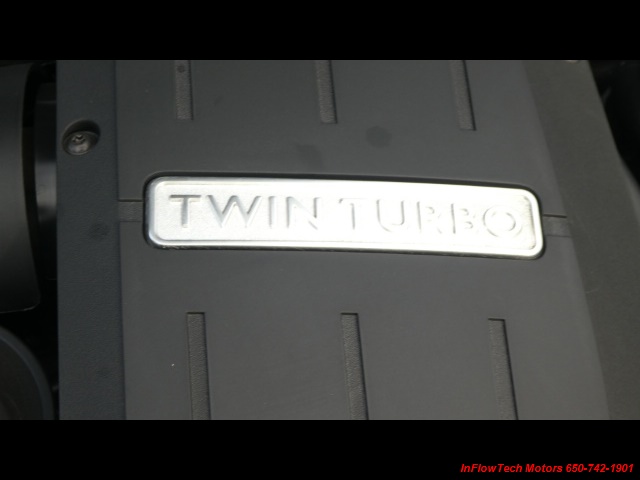 TWIN TURBO
InFlowTech Motors 650-742-1901